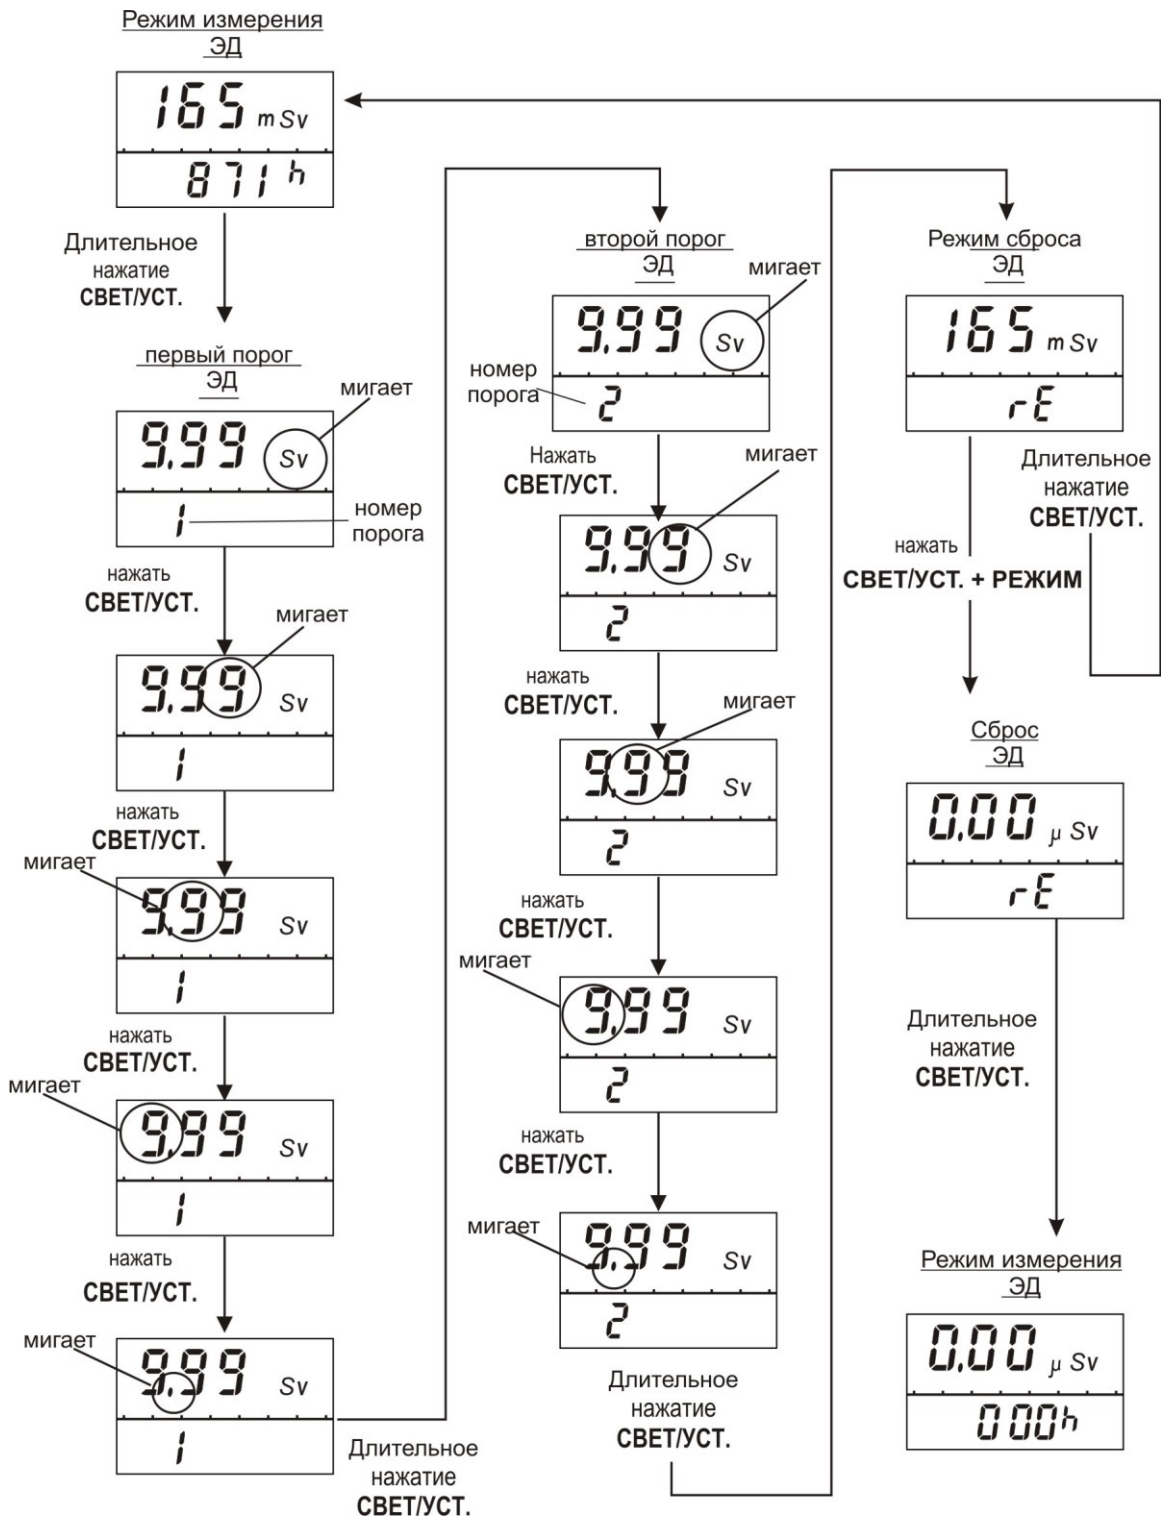 Режим измерения
ЭД
165 mSv
871 h
Длительное
нажатие
СВЕТ/УСТ.
первый порог
ЭД
мигает
9.99 Sv
1
номер
порога
нажать
СВЕТ/УСТ.
мигает
9.99 Sv
1
нажать
СВЕТ/УСТ.
мигает
9.99 Sv
1
нажать
СВЕТ/УСТ.
мигает
9.99 Sv
1
нажать
СВЕТ/УСТ.
мигает
9.99 Sv
1
Длительное
нажатие
СВЕТ/УСТ.
второй порог
ЭД
мигает
9.99 Sv
номер
порога
2
Нажать
СВЕТ/УСТ.
мигает
9.99 Sv
2
нажать
СВЕТ/УСТ.
мигает
9.99 Sv
2
нажать
СВЕТ/УСТ.
мигает
9.99 Sv
2
нажать
СВЕТ/УСТ.
мигает
9.99 Sv
2
Длительное
нажатие
СВЕТ/УСТ.
Режим сброса
ЭД
165 mSv
rE
Длительное
нажатие
СВЕТ/УСТ.
нажать
СВЕТ/УСТ. + РЕЖИМ
Сброс
ЭД
0.00 µ Sv
rE
Длительное
нажатие
СВЕТ/УСТ.
Режим измерения
ЭД
0.00 µ Sv
000h